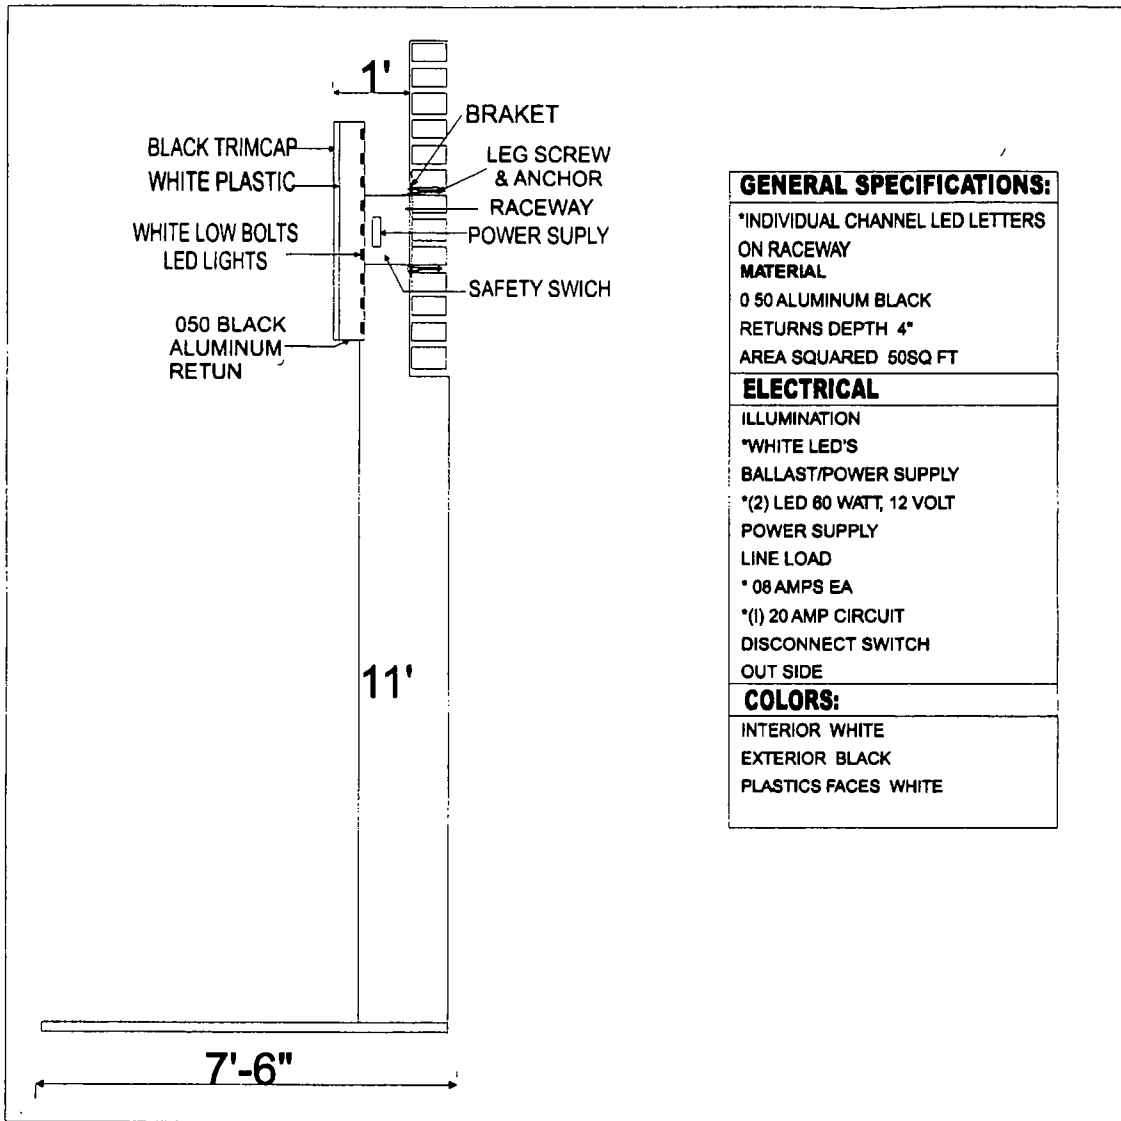 1'
BRAKET
BLACK TRIMCAP
LEG SCREW
& ANCHOR
WHITE PLASTIC
RACEWAY
WHITE LOW BOLTS
LED LIGHTS
POWER SUPLY
SAFETY SWICH
050 BLACK
ALUMINUM
RETUN
11'
7'-6"
GENERAL SPECIFICATIONS:
*INDIVIDUAL CHANNEL LED LETTERS
ON RACEWAY
MATERIAL
0 50 ALUMINUM BLACK
RETURNS DEPTH 4"
AREA SQUARED 50SQ FT
ELECTRICAL
ILLUMINATION
*WHITE LED'S
BALLAST/POWER SUPPLY
*(2) LED 60 WATT, 12 VOLT
POWER SUPPLY
LINE LOAD
* 08 AMPS EA
*(I) 20 AMP CIRCUIT
DISCONNECT SWITCH
OUT SIDE
COLORS:
INTERIOR WHITE
EXTERIOR BLACK
PLASTICS FACES WHITE